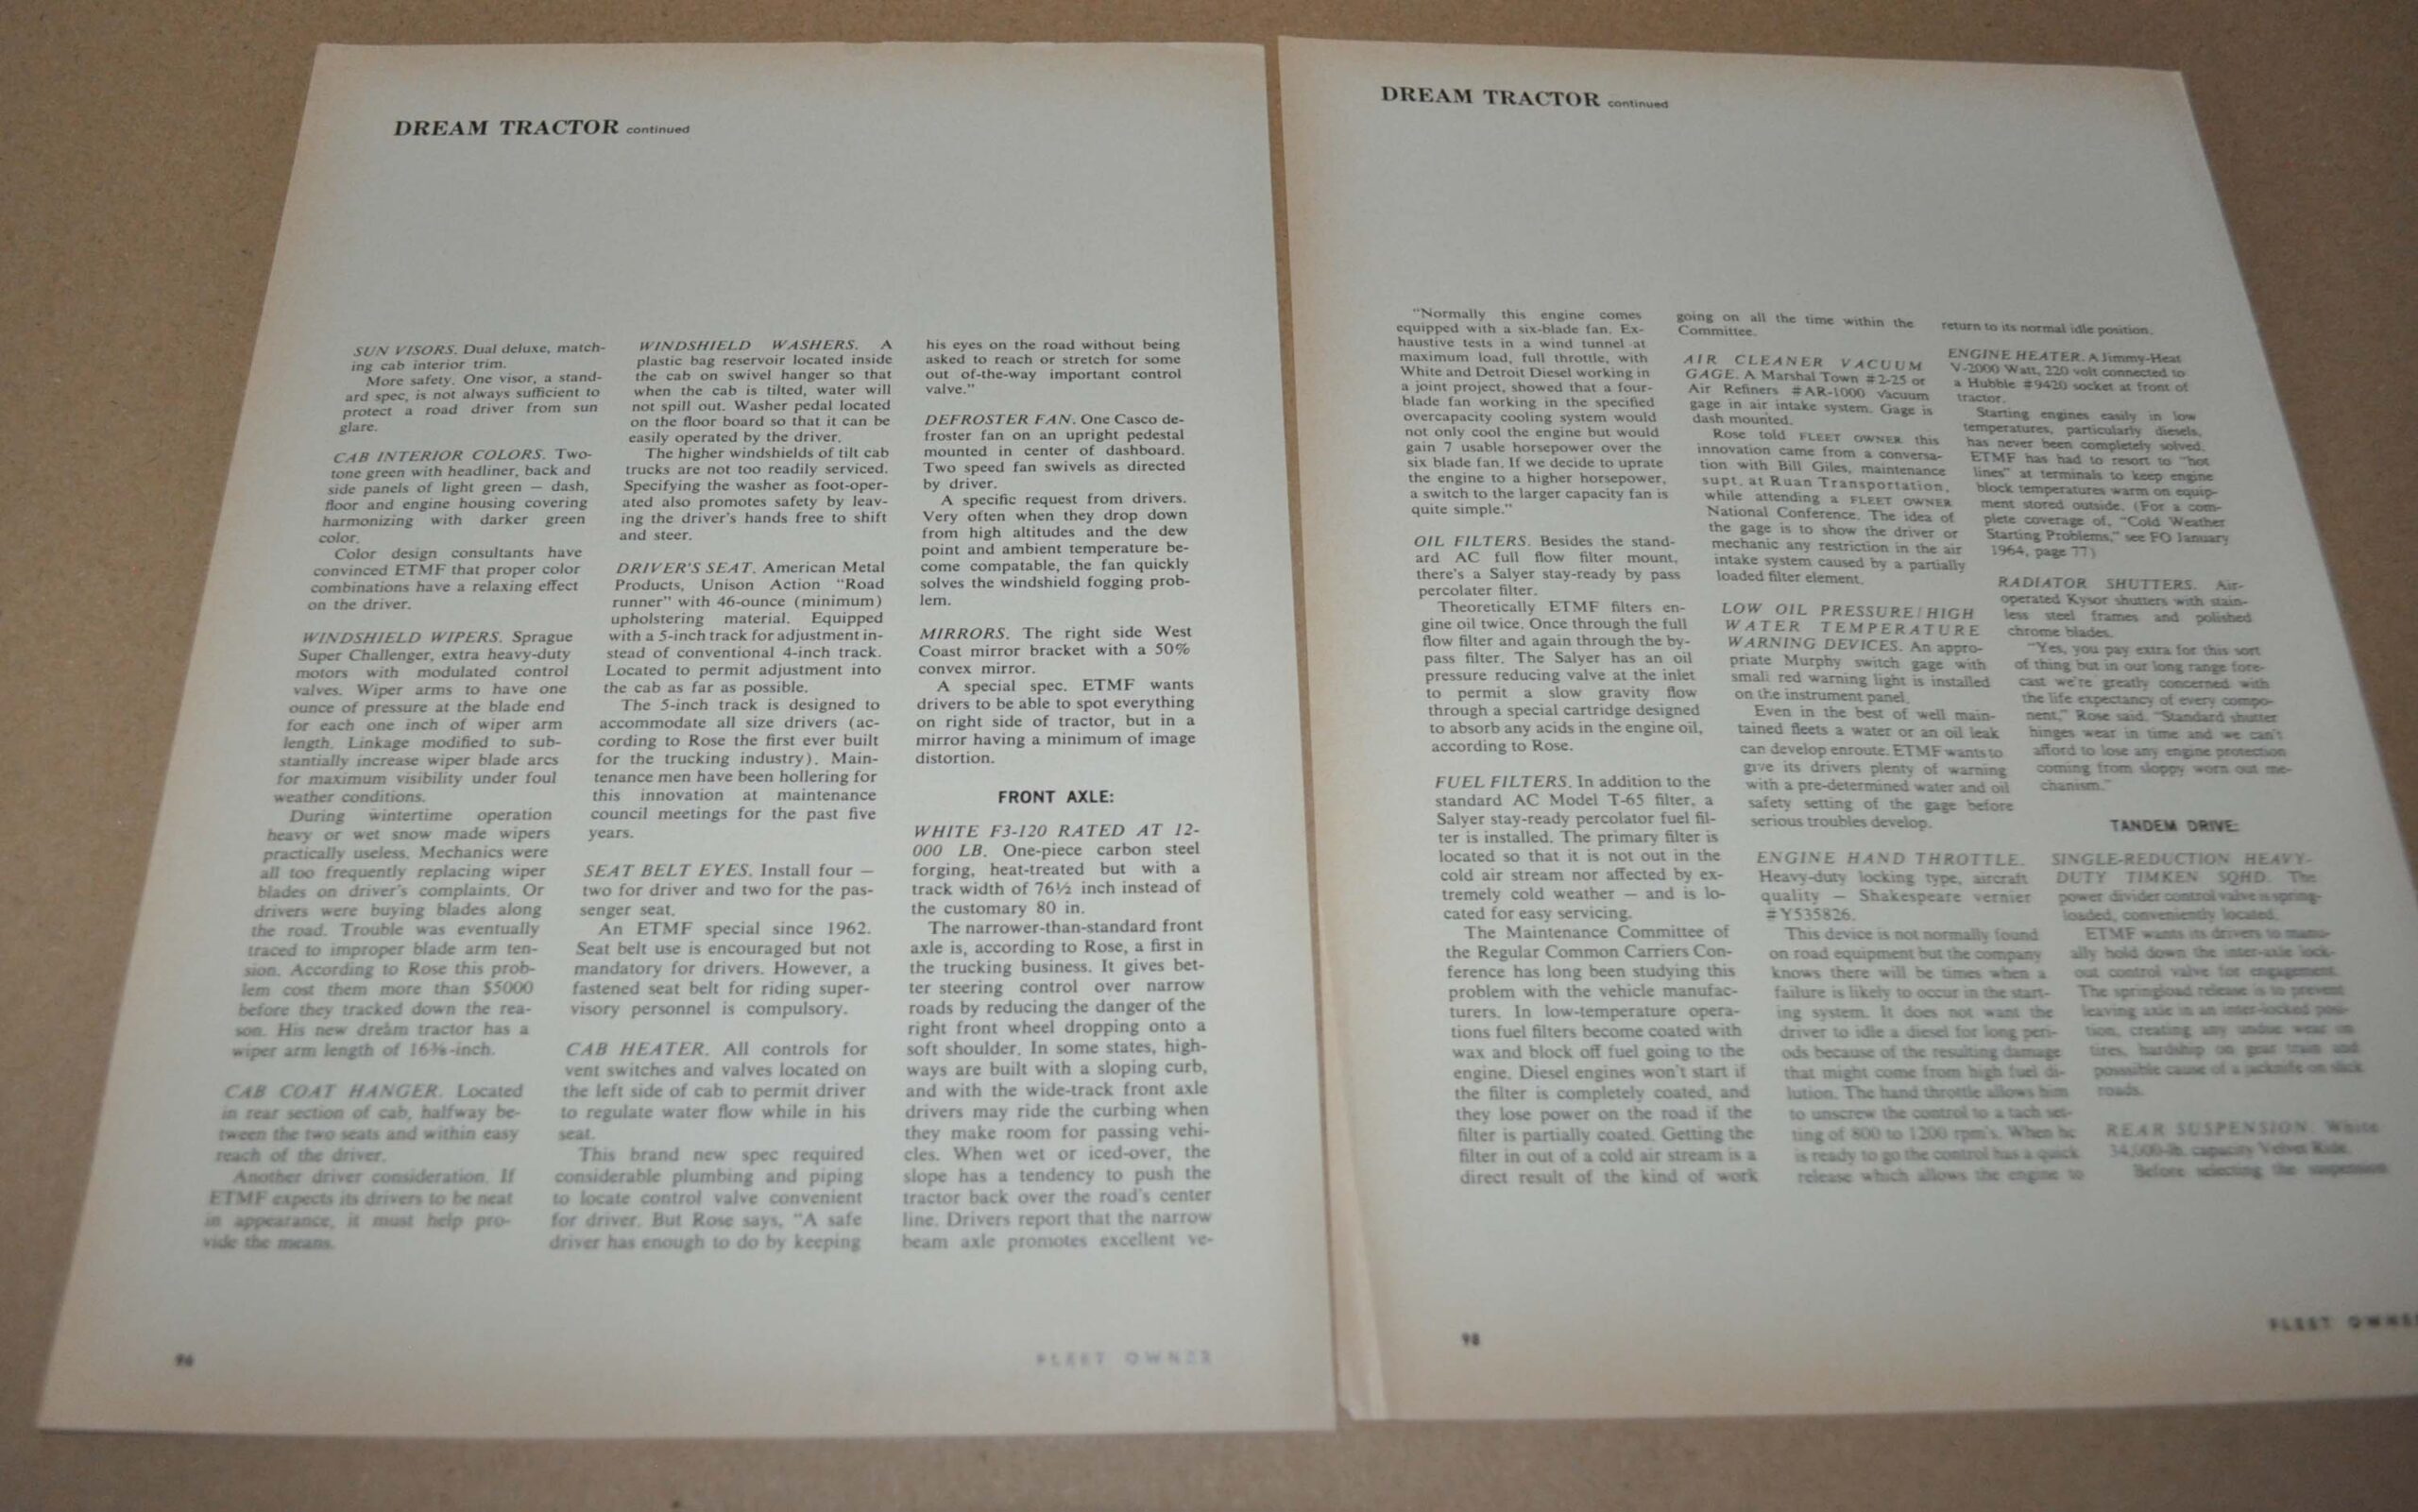 DREAM TRACTOR continued
SUN VISORS. Dual deluxe, match-
ing cab interior trim.
More safety. One visor, a stand-
ard spec, is not always sufficient to
protect a road driver from sun
glare.
CAB INTERIOR COLORS. Two-
tone green with headliner, back and
side panels of light green — dash,
floor and engine housing covering
harmonizing with darker green
color.
Color design consultants have
convinced ETMF that proper color
combinations have a relaxing effect
on the driver.
WINDSHIELD WIPERS. Sprague
Super Challenger, extra heavy-duty
motors with modulated control
valves. Wiper arms to have one
ounce of pressure at the blade end
for each one inch of wiper arm
length. Linkage modified to sub-
stantially increase wiper blade arcs
for maximum visibility under foul
weather conditions.
During wintertime operation
heavy or wet snow made wipers
practically useless. Mechanics were
all too frequently replacing wiper
blades on driver's complaints. Or
drivers were buying blades along
the road. Trouble was eventually
traced to improper blade arm ten-
sion. According to Rose this prob-
lem cost them more than $5000
before they tracked down the rea-
son. His new dream tractor has a
wiper arm length of 16⅜-inch.
CAB COAT HANGER. Located
in rear section of cab, halfway be-
tween the two seats and within easy
reach of the driver.
Another driver consideration. If
ETMF expects its drivers to be neat
in appearance, it must help pro-
vide the means.
WINDSHIELD WASHERS. A
plastic bag reservoir located inside
the cab on swivel hanger so that
when the cab is tilted, water will
not spill out. Washer pedal located
on the floor board so that it can be
easily operated by the driver.
The higher windshields of tilt cab
trucks are not too readily serviced.
Specifying the washer as foot-oper-
ated also promotes safety by leav-
ing the driver's hands free to shift
and steer.
DRIVER'S SEAT. American Metal
Products, Unison Action "Road
runner" with 46-ounce (minimum)
upholstering material. Equipped
with a 5-inch track for adjustment in-
stead of conventional 4-inch track.
Located to permit adjustment into
the cab as far as possible.
The 5-inch track is designed to
accommodate all size drivers (ac-
cording to Rose the first ever built
for the trucking industry). Main-
tenance men have been hollering for
this innovation at maintenance
council meetings for the past five
years.
SEAT BELT EYES. Install four —
two for driver and two for the pas-
senger seat.
An ETMF special since 1962.
Seat belt use is encouraged but not
mandatory for drivers. However, a
fastened seat belt for riding super-
visory personnel is compulsory.
CAB HEATER. All controls for
vent switches and valves located on
the left side of cab to permit driver
to regulate water flow while in his
seat.
This brand new spec required
considerable plumbing and piping
to locate control valve convenient
for driver. But Rose says, "A safe
driver has enough to do by keeping
his eyes on the road without being
asked to reach or stretch for some
out of-the-way important control
valve."
DEFROSTER FAN. One Casco de-
froster fan on an upright pedestal
mounted in center of dashboard.
Two speed fan swivels as directed
by driver.
A specific request from drivers.
Very often when they drop down
from high altitudes and the dew
point and ambient temperature be-
come compatable, the fan quickly
solves the windshield fogging prob-
lem.
MIRRORS. The right side West
Coast mirror bracket with a 50%
convex mirror.
A special spec. ETMF wants
drivers to be able to spot everything
on right side of tractor, but in a
mirror having a minimum of image
distortion.
FRONT AXLE:
WHITE F3-120 RATED AT 12-
000 LB. One-piece carbon steel
forging, heat-treated but with a
track width of 76½ inch instead of
the customary 80 in.
The narrower-than-standard front
axle is, according to Rose, a first in
the trucking business. It gives bet-
ter steering control over narrow
roads by reducing the danger of the
right front wheel dropping onto a
soft shoulder. In some states, high-
ways are built with a sloping curb,
and with the wide-track front axle
drivers may ride the curbing when
they make room for passing vehi-
cles. When wet or iced-over, the
slope has a tendency to push the
tractor back over the road's center
line. Drivers report that the narrow
beam axle promotes excellent ve-
96
FLEET OWNER
DREAM TRACTOR continued
"Normally this engine comes
equipped with a six-blade fan. Ex-
haustive tests in a wind tunnel at
maximum load, full throttle, with
White and Detroit Diesel working in
a joint project, showed that a four-
blade fan working in the specified
overcapacity cooling system would
not only cool the engine but would
gain 7 usable horsepower over the
six blade fan. If we decide to uprate
the engine to a higher horsepower,
a switch to the larger capacity fan is
quite simple."
OIL FILTERS. Besides the stand-
ard AC full flow filter mount,
there's a Salyer stay-ready by pass
percolater filter.
Theoretically ETMF filters en-
gine oil twice. Once through the full
flow filter and again through the by-
pass filter. The Salyer has an oil
pressure reducing valve at the inlet
to permit a slow gravity flow
through a special cartridge designed
to absorb any acids in the engine oil,
according to Rose.
FUEL FILTERS. In addition to the
standard AC Model T-65 filter, a
Salyer stay-ready percolator fuel fil-
ter is installed. The primary filter is
located so that it is not out in the
cold air stream nor affected by ex-
tremely cold weather — and is lo-
cated for easy servicing.
The Maintenance Committee of
the Regular Common Carriers Con-
ference has long been studying this
problem with the vehicle manufac-
turers. In low-temperature opera-
tions fuel filters become coated with
wax and block off fuel going to the
engine. Diesel engines won't start if
the filter is completely coated, and
they lose power on the road if the
filter is partially coated. Getting the
filter in out of a cold air stream is a
direct result of the kind of work
going on all the time within the
Committee.
AIR CLEANER VACUUM
GAGE. A Marshal Town #2-25 or
Air Refiners #AR-1000 vacuum
gage in air intake system. Gage is
dash mounted.
Rose told FLEET OWNER this
innovation came from a conversa-
tion with Bill Giles, maintenance
supt. at Ruan Transportation,
while attending a FLEET OWNER
National Conference. The idea of
the gage is to show the driver or
mechanic any restriction in the air
intake system caused by a partially
loaded filter element.
LOW OIL PRESSURE/HIGH
WATER TEMPERATURE
WARNING DEVICES. An appro-
priate Murphy switch gage with
small red warning light is installed
on the instrument panel.
Even in the best of well main-
tained fleets a water or an oil leak
can develop enroute. ETMF wants to
give its drivers plenty of warning
with a pre-determined water and oil
safety setting of the gage before
serious troubles develop.
ENGINE HAND THROTTLE.
Heavy-duty locking type, aircraft
quality — Shakespeare vernier
#Y535826.
This device is not normally found
on road equipment but the company
knows there will be times when a
failure is likely to occur in the start-
ing system. It does not want the
driver to idle a diesel for long peri-
ods because of the resulting damage
that might come from high fuel di-
lution. The hand throttle allows him
to unscrew the control to a tach set-
ting of 800 to 1200 rpm's. When he
is ready to go the control has a quick
release which allows the engine to
return to its normal idle position.
ENGINE HEATER. A Jimmy-Heat
V-2000 Watt, 220 volt connected to
a Hubble #9420 socket at front of
tractor.
Starting engines easily in low
temperatures, particularly diesels,
has never been completely solved.
ETMF has had to resort to "hot
lines" at terminals to keep engine
block temperatures warm on equip-
ment stored outside. (For a com-
plete coverage of, "Cold Weather
Starting Problems," see FO January
1964, page 77)
RADIATOR SHUTTERS. Air-
operated Kysor shutters with stain-
less steel frames and polished
chrome blades.
"Yes, you pay extra for this sort
of thing but in our long range fore-
cast we're greatly concerned with
the life expectancy of every compo-
nent," Rose said. "Standard shutter
hinges wear in time and we can't
afford to lose any engine protection
coming from sloppy worn out me-
chanism."
TANDEM DRIVE:
SINGLE-REDUCTION HEAVY-
DUTY TIMKEN SQHD. The
power divider control valve is spring-
loaded, conveniently located.
ETMF wants its drivers to manu-
ally hold down the inter-axle lock-
out control valve for engagement.
The springload release is to prevent
leaving axle in an inter-locked posi-
tion, creating any undue wear on
tires, hardship on gear train and
posssible cause of a jacknife on slick
roads.
REAR SUSPENSION. White
34,000-lb. capacity Velvet Ride.
Before selecting the suspension
98
FLEET OWNER